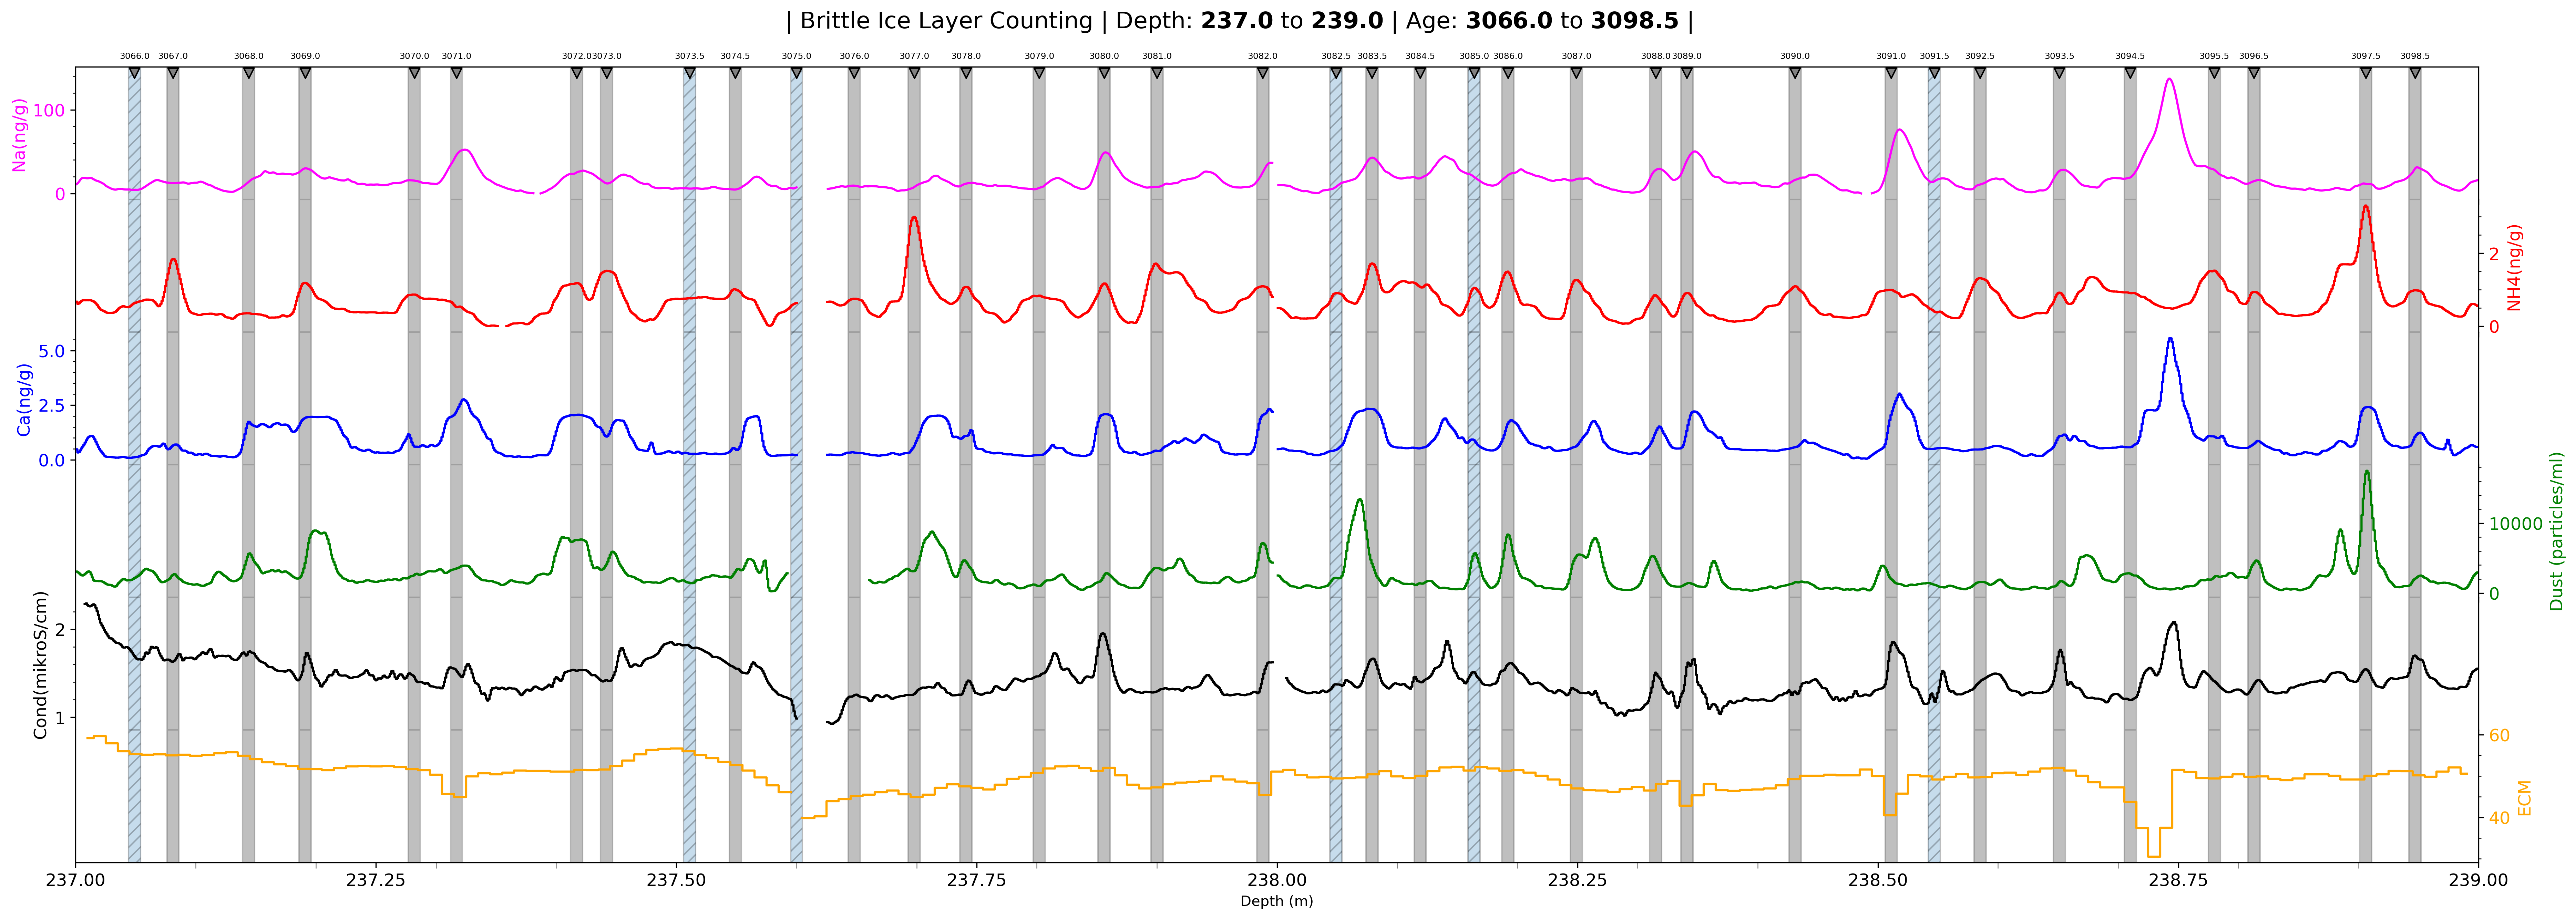 | Brittle Ice Layer Counting | Depth: 237.0 to 239.0 | Age: 3066.0 to 3098.5 |
3066.0 3067.0 3068.0 3069.0 3070.0 3071.0 3072.0 3073.0 3073.5 3074.5 3075.0 3076.0 3077.0 3078.0 3079.0 3080.0 3081.0 3082.0 3082.5 3083.5 3084.5 3085.0 3086.0 3087.0 3088.0 3089.0 3090.0 3091.0 3091.5 3092.5 3093.5 3094.5 3095.5 3096.5 3097.5 3098.5
Na(ng/g)
100
0
NH4(ng/g)
2
0
Ca(ng/g)
5.0
2.5
0.0
Dust (particles/ml)
10000
0
Cond(mikroS/cm)
2
1
ECM
60
40
237.00 237.25 237.50 237.75 238.00 238.25 238.50 238.75 239.00
Depth (m)